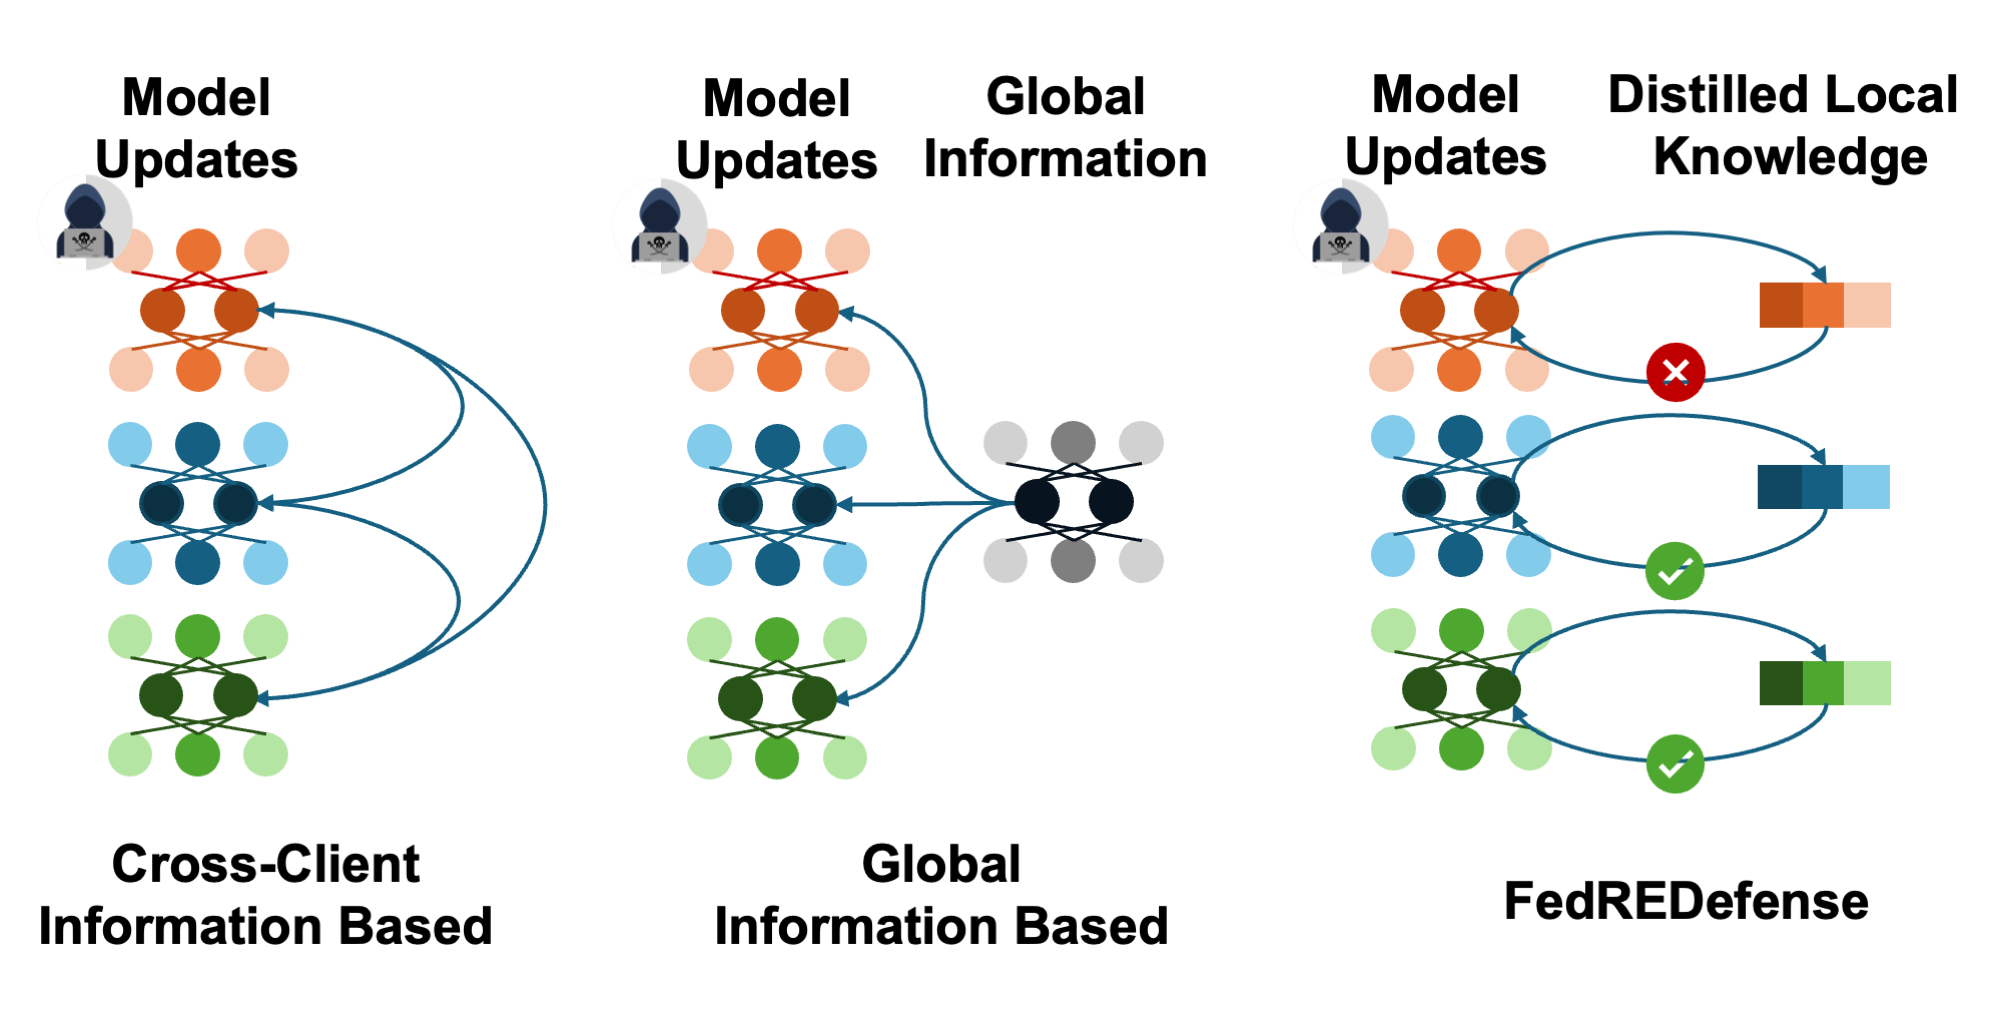 Model
Updates
Model
Updates
Global
Information
Model
Updates
Distilled Local
Knowledge
Cross-Client
Information Based
Global
Information Based
FedREDefense